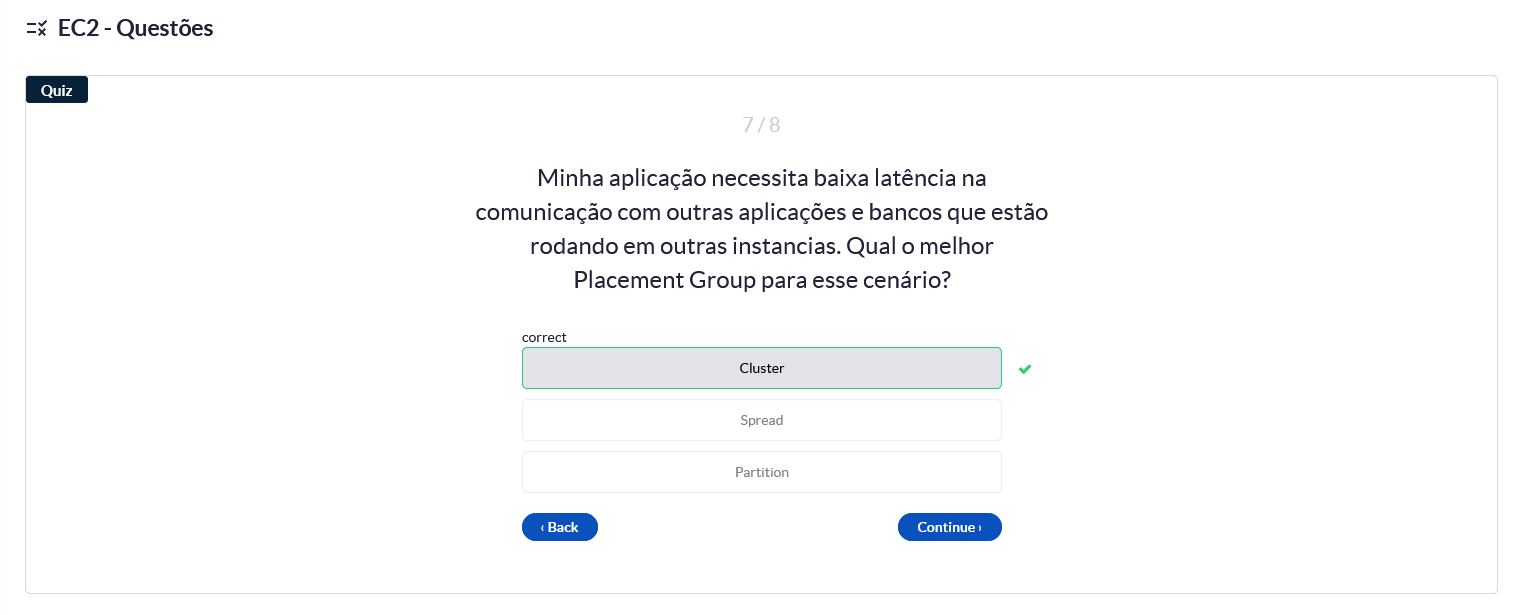 EC2 - Questões
Quiz
7 / 8
Minha aplicação necessita baixa latência na
comunicação com outras aplicações e bancos que estão
rodando em outras instancias. Qual o melhor
Placement Group para esse cenário?
correct
Cluster
Spread
Partition
‹ Back
Continue ›